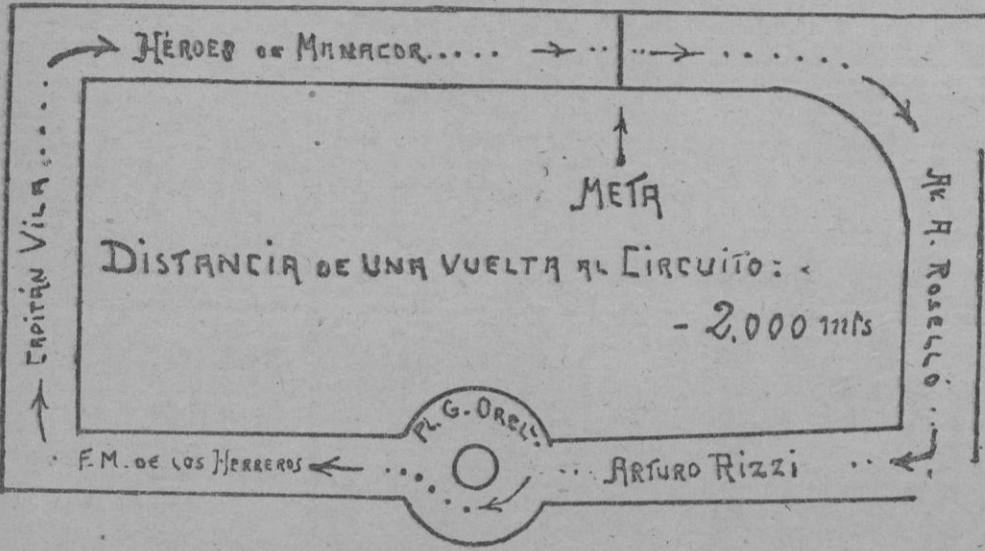 HÉROES DE MANACOR.....
CAPITÁN VILA....
META
AV. A. ROSELLÓ...
DISTANCIA DE UNA VUELTA AL CIRCUITO:
- 2.000 mts
PL. G. ORELL.
F. M. DE LOS HERREROS
ARTURO RIZZI